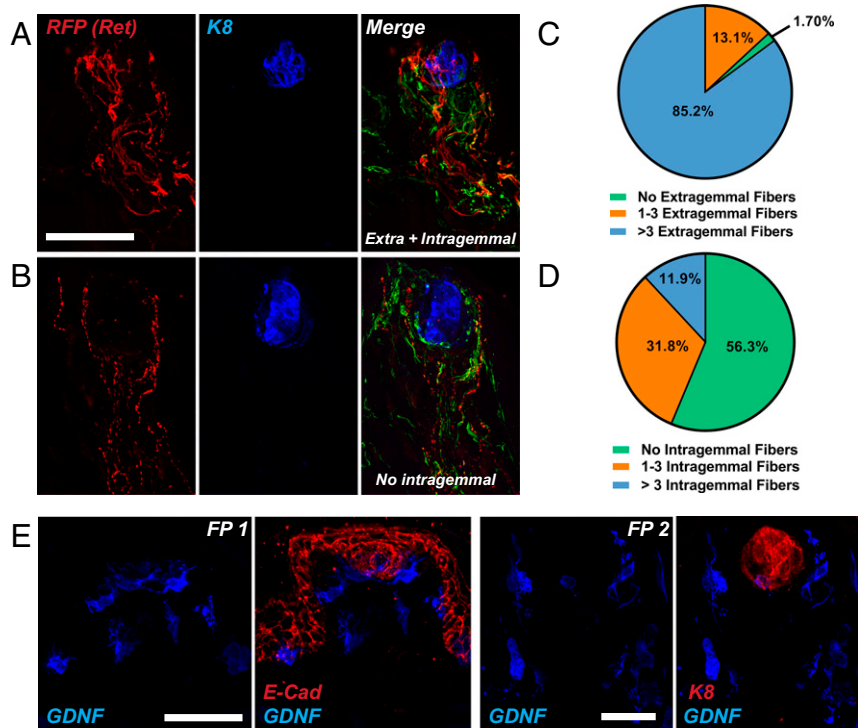 A
RFP (Ret)
K8
Merge
Extra + Intragemmal
B
No intragemmal
C
13.1%
1.70%
85.2%
No Extragemmal Fibers
1-3 Extragemmal Fibers
>3 Extragemmal Fibers
D
11.9%
31.8%
56.3%
No Intragemmal Fibers
1-3 Intragemmal Fibers
> 3 Intragemmal Fibers
E
FP 1
GDNF
E-Cad
GDNF
FP 2
GDNF
K8
GDNF